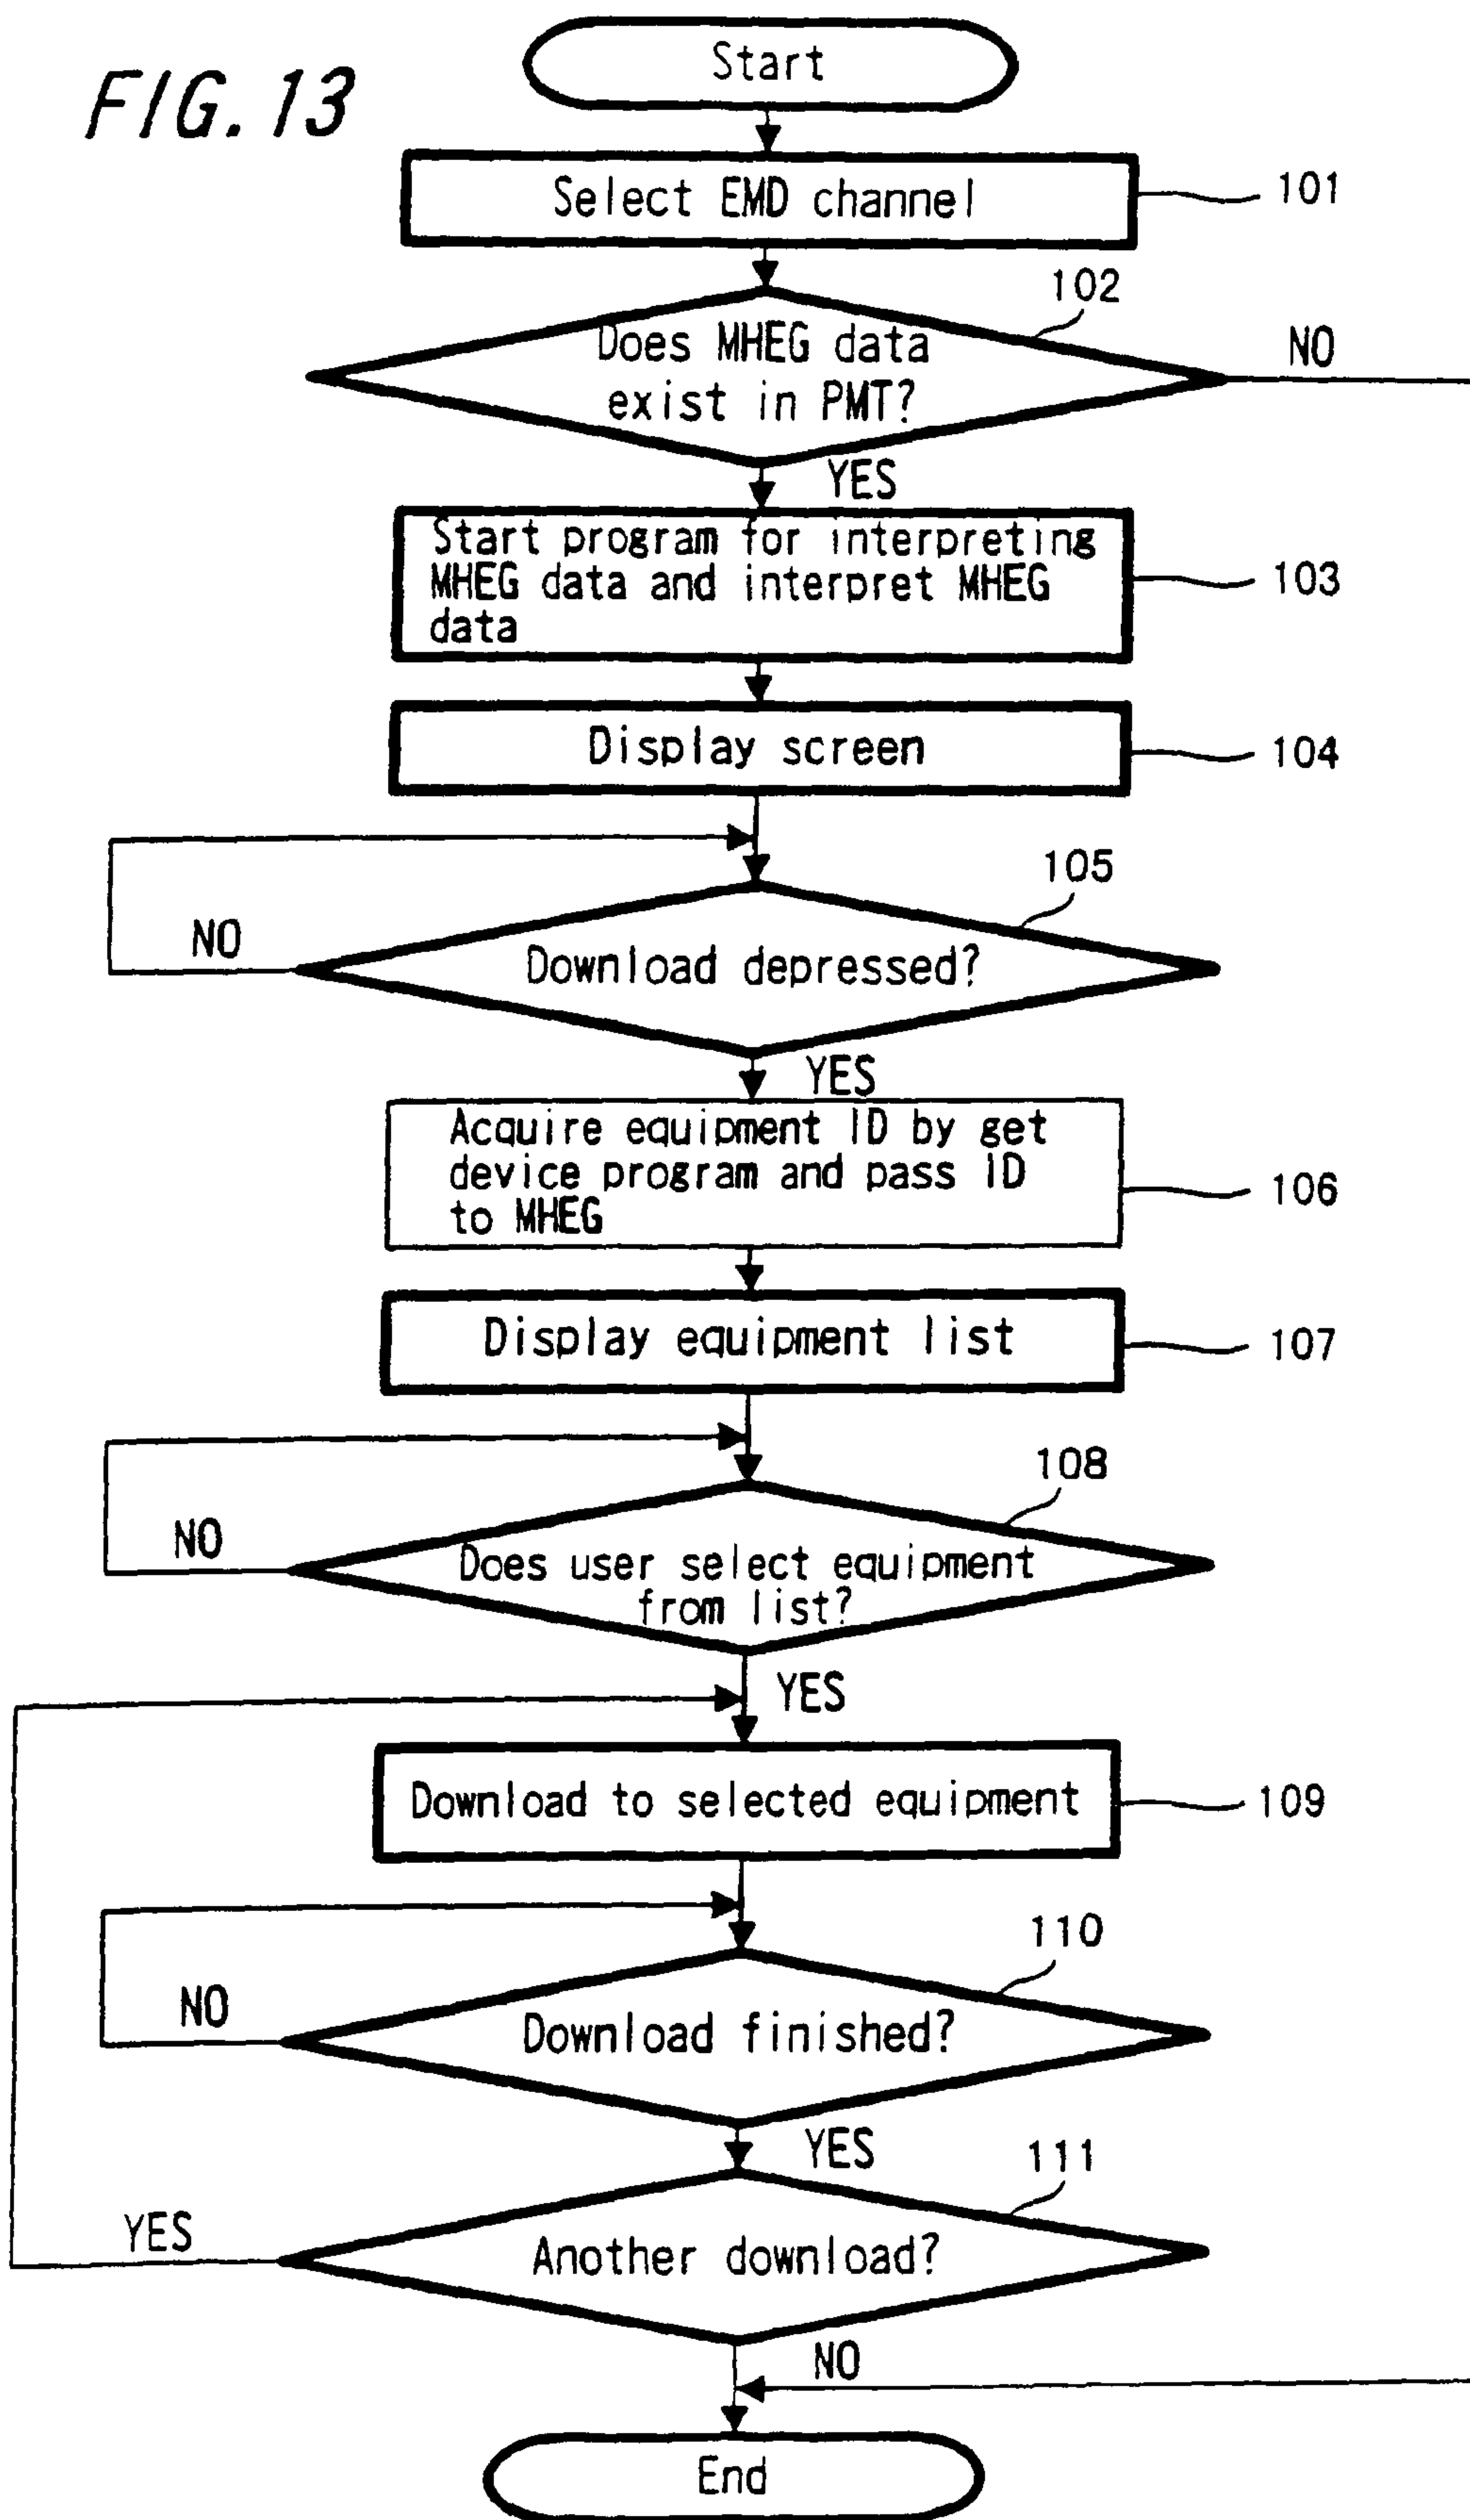 FIG. 13
Start
Select EMD channel
101
102
Does MHEG data
exist in PMT?
NO
YES
Start program for interpreting
MHEG data and interpret MHEG
data
103
Display screen
104
105
NO
Download depressed?
YES
Acquire equipment ID by get
device program and pass ID
to MHEG
106
Display equipment list
107
108
NO
Does user select equipment
from list?
YES
Download to selected equipment
109
110
NO
Download finished?
YES
111
YES
Another download?
NO
End